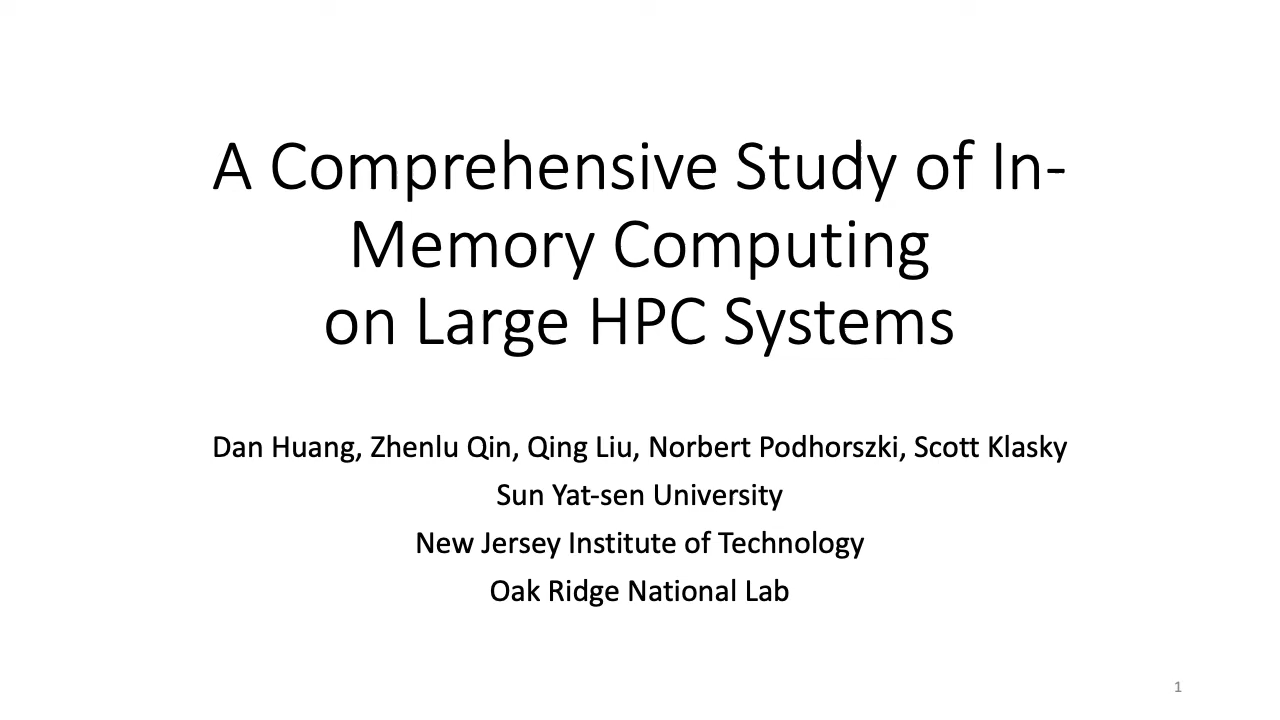 A Comprehensive Study of In-
Memory Computing
on Large HPC Systems
Dan Huang, Zhenlu Qin, Qing Liu, Norbert Podhorszki, Scott Klasky
Sun Yat-sen University
New Jersey Institute of Technology
Oak Ridge National Lab
1